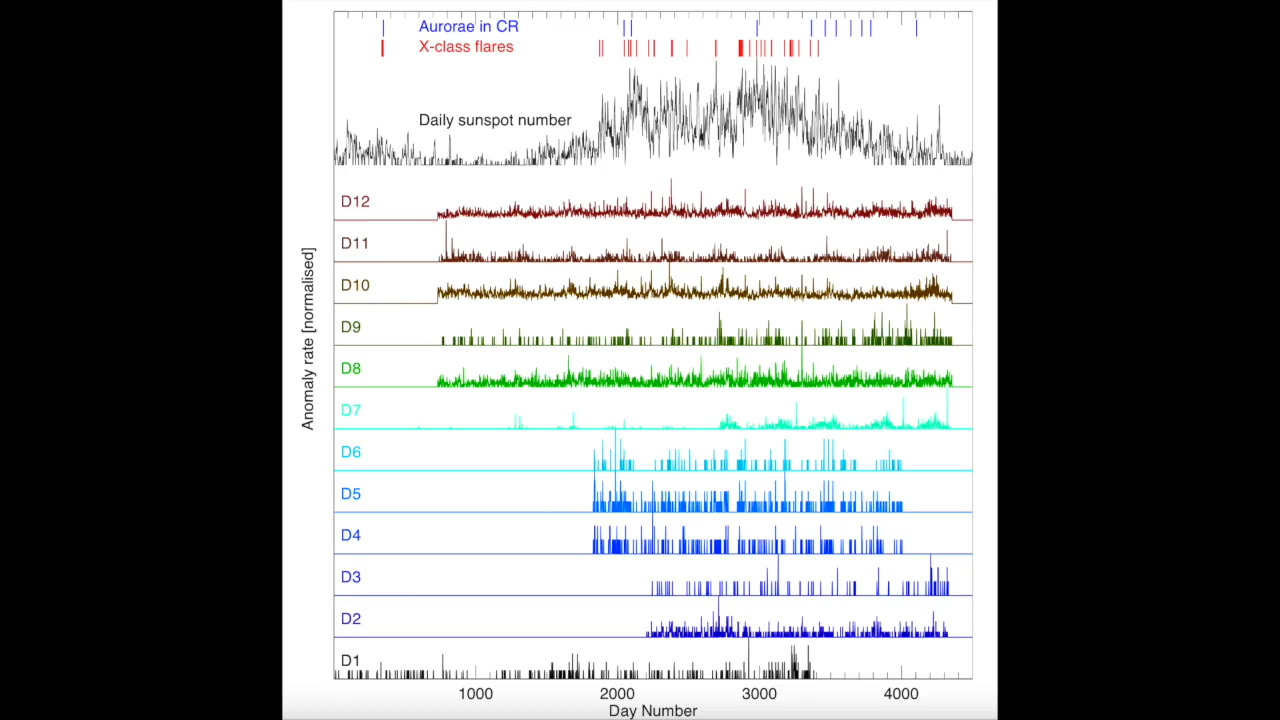 Aurorae in CR
X-class flares
Daily sunspot number
D12
D11
D10
D9
D8
D7
D6
D5
D4
D3
D2
D1
Anomaly rate [normalised]
1000 2000 3000 4000
Day Number